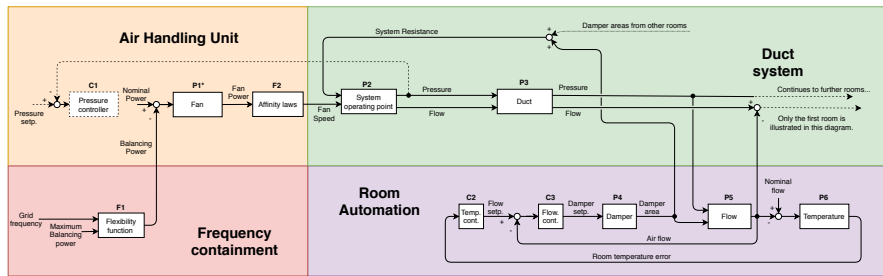 Air Handling Unit
C1
Pressure
controller
-
+
Pressure
setp.
Nominal
Power
+
-
P1*
Fan
Fan
Power
F2
Affinity laws
Fan
Speed
Balancing
Power
System Resistance
+
+
Damper areas from other rooms
Duct
system
P2
System
operating point
Pressure
Flow
P3
Duct
Pressure
Flow
Continues to further rooms...
+
-
Only the first room is
illustrated in this diagram.
Grid
frequency
Maximum
Balancing
power
F1
Flexibility
function
Frequency
containment
Room
Automation
C2
Temp.
cont.
Flow
setp.
+
-
C3
Flow.
cont.
Damper
setp.
P4
Damper
Damper
area
P5
Flow
Nominal
flow
+
-
P6
Temperature
Air flow
Room temperature error